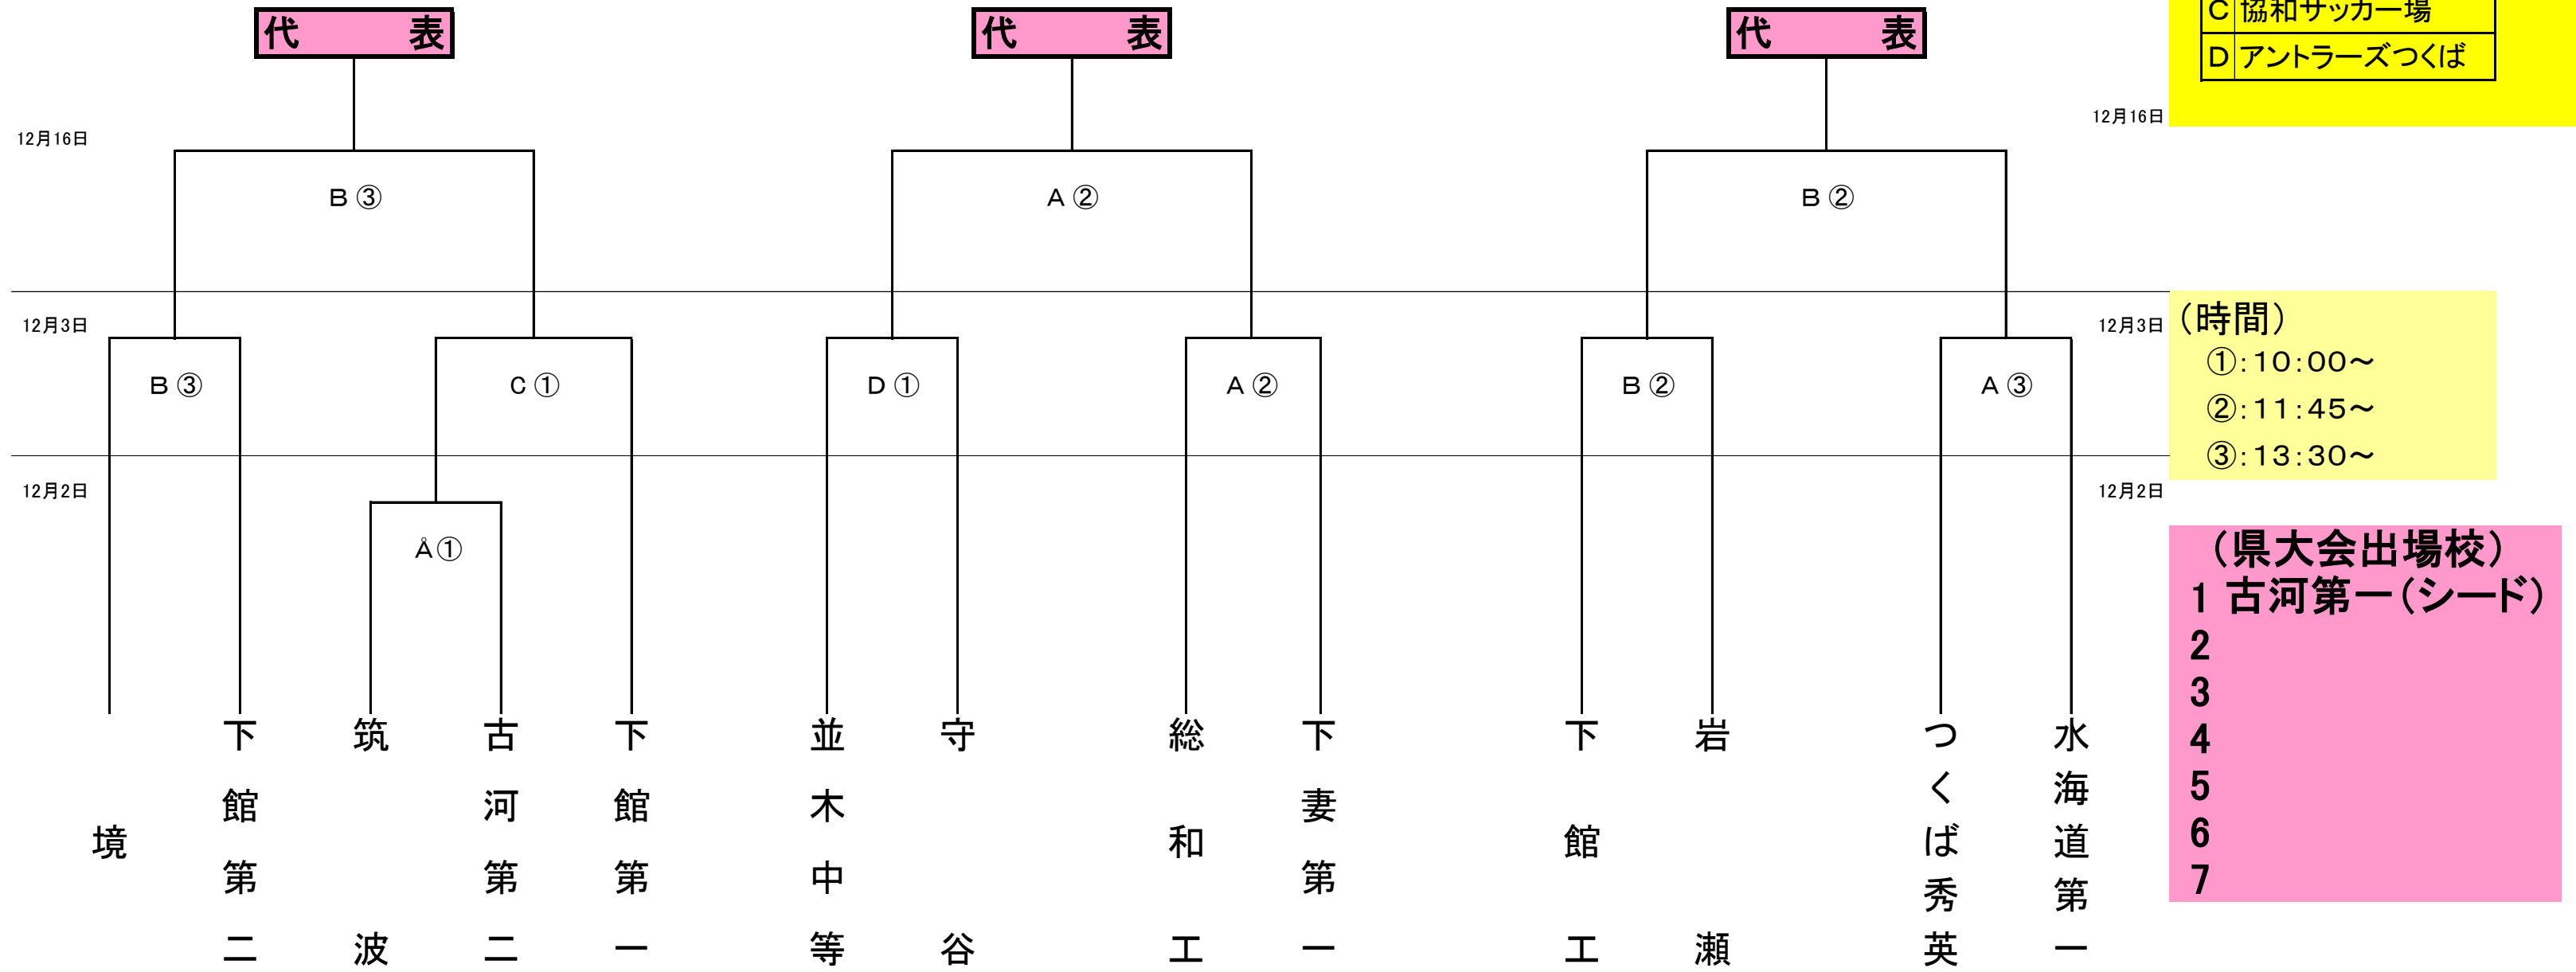 代 表
代 表
代 表
C 協和サッカー場
D アントラーズつくば
12月16日
12月16日
B ③
A ②
B ②
12月3日
12月3日
B ③
C ①
D ①
A ②
B ②
A ③
(時間)
①:10:00～
②:11:45～
③:13:30～
12月2日
12月2日
A①
(県大会出場校)
1 古河第一(シード)
2
3
4
5
6
7
境
下館第二
筑波
古河第二
下館第一
並木中等
守谷
総和工
下妻第一
下館工
岩瀬
つくば秀英
水海道第一